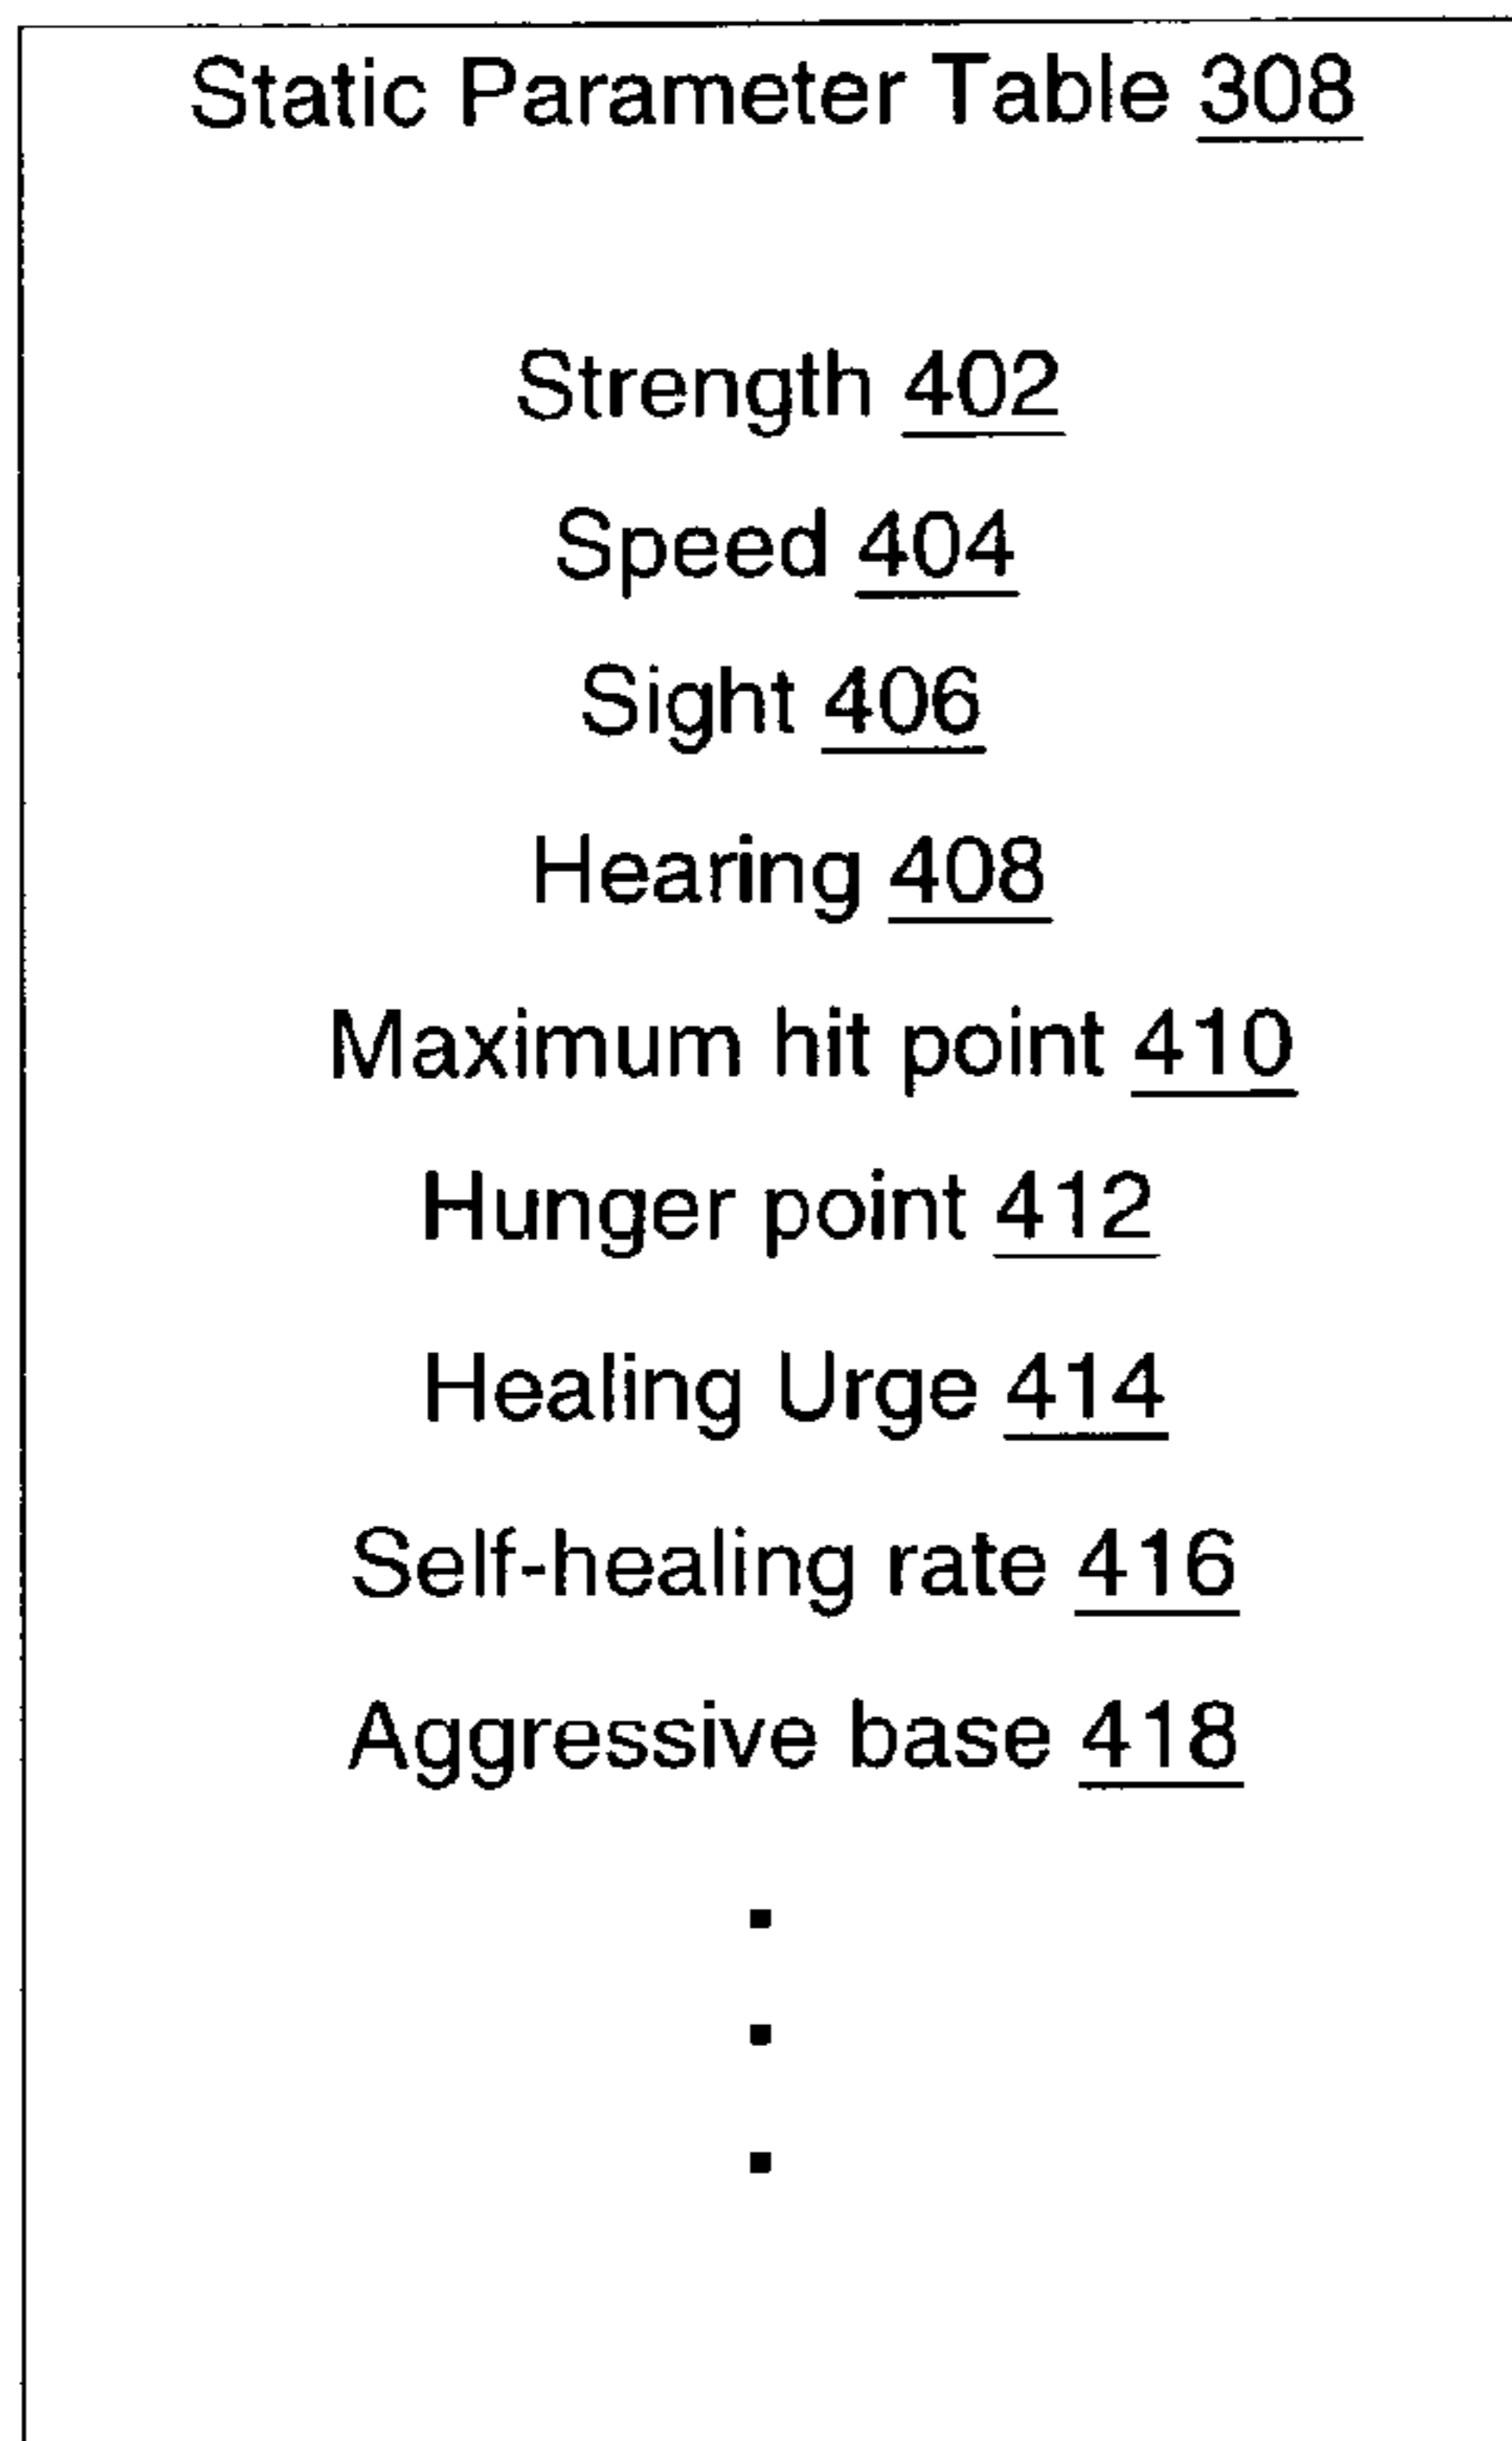 Static Parameter Table 308
Strength 402
Speed 404
Sight 406
Hearing 408
Maximum hit point 410
Hunger point 412
Healing Urge 414
Self-healing rate 416
Aggressive base 418